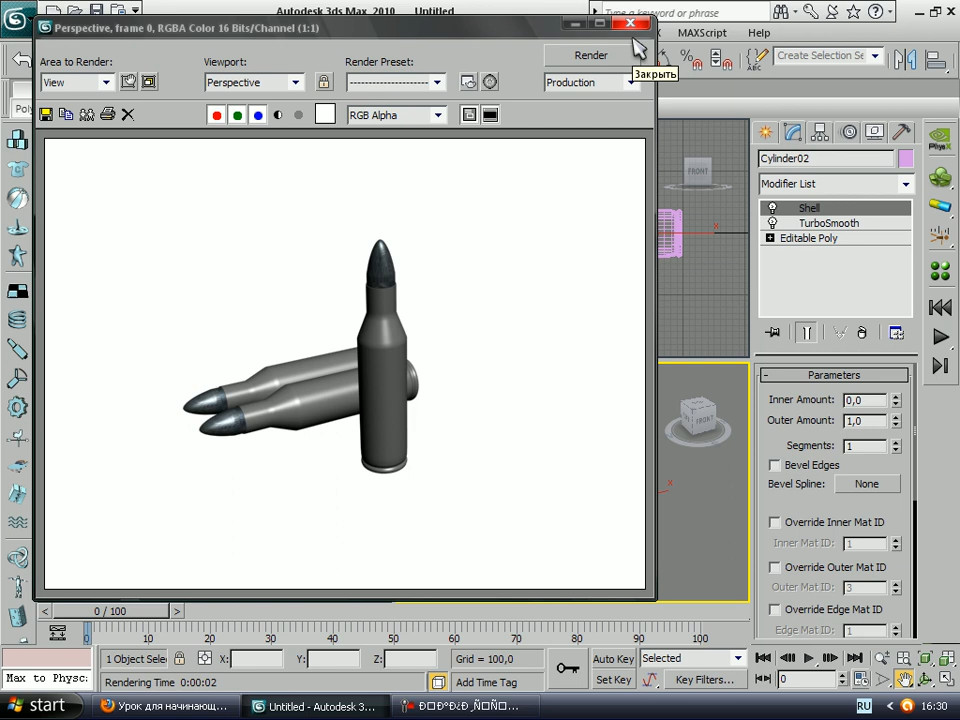 Autodesk 3ds Max 2010 Untitled
Type a keyword or phrase
Perspective, frame 0, RGBA Color 16 Bits/Channel (1:1)
MAXScript Help
Area to Render: Viewport: Render Preset: Render
View Perspective Production
Закрыть
Create Selection Se
RGB Alpha
FRONT
x
Cylinder02
Modifier List
Shell
TurboSmooth
Editable Poly
Parameters
Inner Amount: 0,0
Outer Amount: 1,0
Segments: 1
Bevel Edges
Bevel Spline: None
Override Inner Mat ID
Inner Mat ID: 1
Override Outer Mat ID
Outer Mat ID: 3
Override Edge Mat ID
Edge Mat ID: 1
FRONT
x
PhysX
0 / 100
0 10 20 30 40 50 60 70 80 90 100
1 Object Selec X: Y: Z: Grid = 100,0 Auto Key Selected
Max to Physc: Rendering Time 0:00:02 Add Time Tag Set Key Key Filters... 0
start Урок для начинающ... Untitled - Autodesk 3... RU 16:30